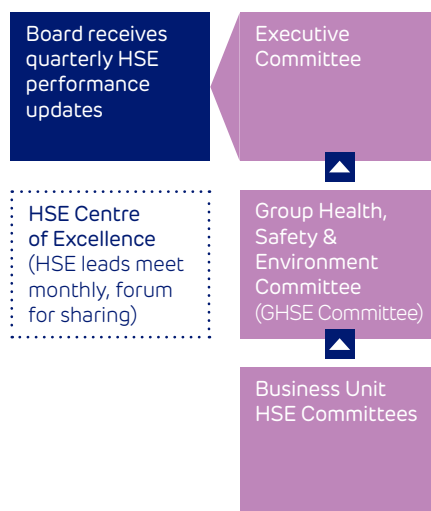 Board receives
quarterly HSE
performance
updates
Executive
Committee
HSE Centre
of Excellence
(HSE leads meet
monthly, forum
for sharing)
Group Health,
Safety &
Environment
Committee
(GHSE Committee)
Business Unit
HSE Committees